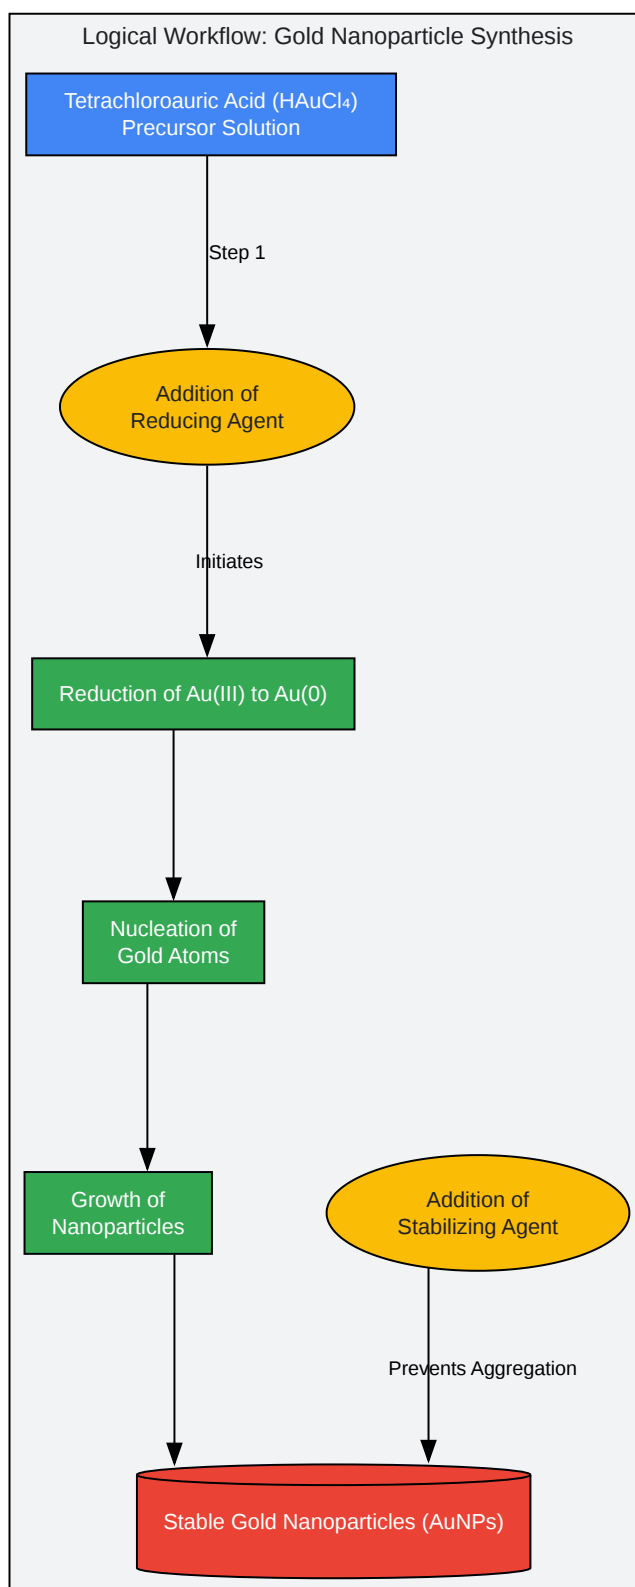 Logical Workflow: Gold Nanoparticle Synthesis
Tetrachloroauric Acid (HAuCl₄)
Precursor Solution
Step 1
Addition of
Reducing Agent
Initiates
Reduction of Au(III) to Au(0)
Nucleation of
Gold Atoms
Growth of
Nanoparticles
Addition of
Stabilizing Agent
Prevents Aggregation
Stable Gold Nanoparticles (AuNPs)